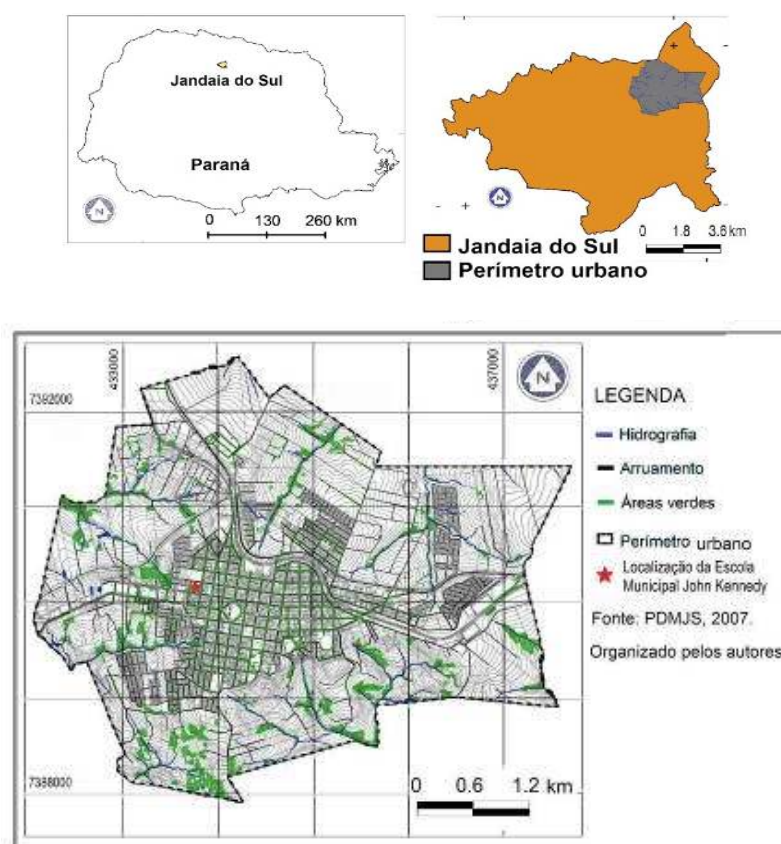 Jandaia do Sul
Paraná
N
0 130 260 km
N
0 1.8 3.6 km
Jandaia do Sul
Perímetro urbano
433000
437000
7392000
7388000
N
0 0.6 1.2 km
LEGENDA
Hidrografia
Arruamento
Áreas verdes
Perímetro urbano
Localização da Escola
Municipal John Kennedy
Fonte: PDMJS, 2007.
Organizado pelos autores